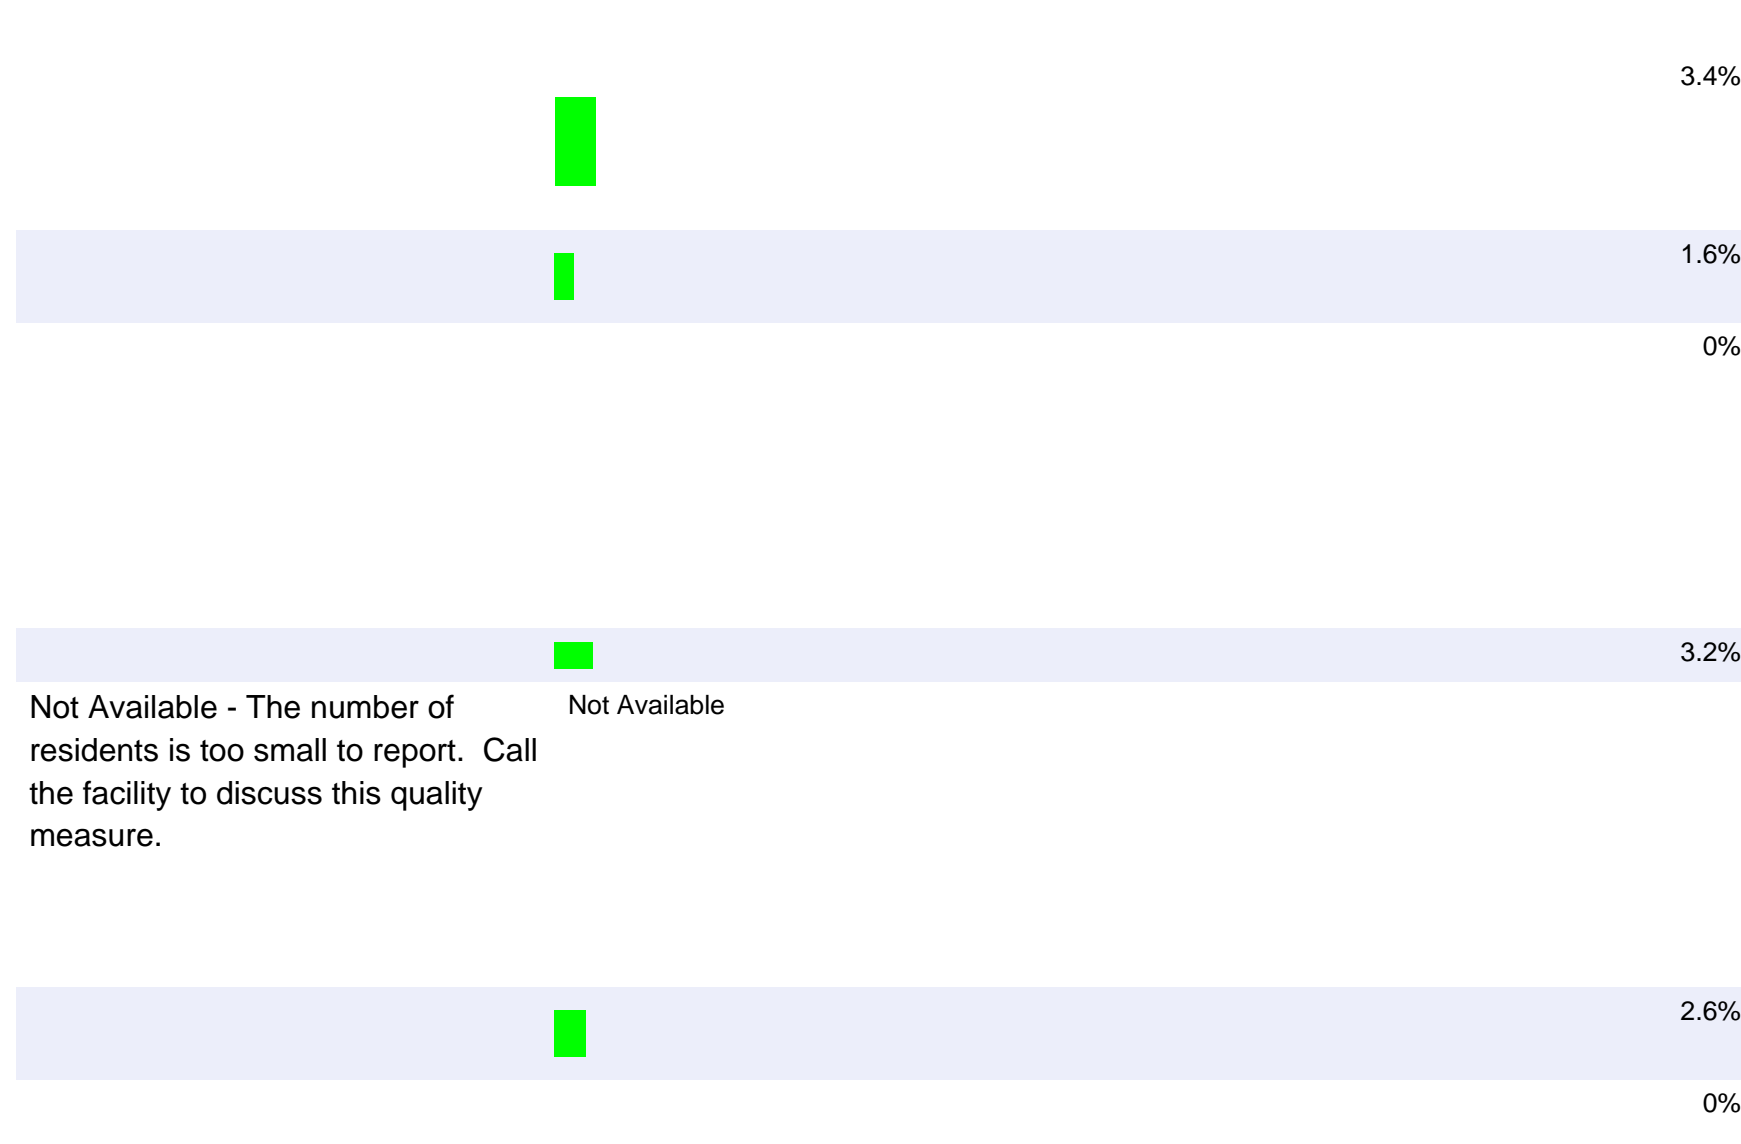 3.4%
1.6%
0%
3.2%
Not Available - The number of
residents is too small to report.  Call
the facility to discuss this quality
measure.
Not Available
2.6%
0%